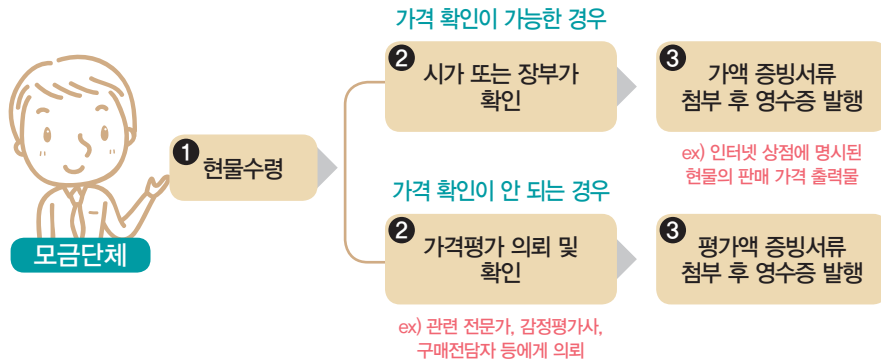 가격 확인이 가능한 경우
❷
시가 또는 장부가
확인
❸
가액 증빙서류
첨부 후 영수증 발행
ex) 인터넷 상점에 명시된
현물의 판매 가격 출력물
❶
현물수령
모금단체
가격 확인이 안 되는 경우
❷
가격평가 의뢰 및
확인
ex) 관련 전문가, 감정평가사,
구매전담자 등에게 의뢰
❸
평가액 증빙서류
첨부 후 영수증 발행